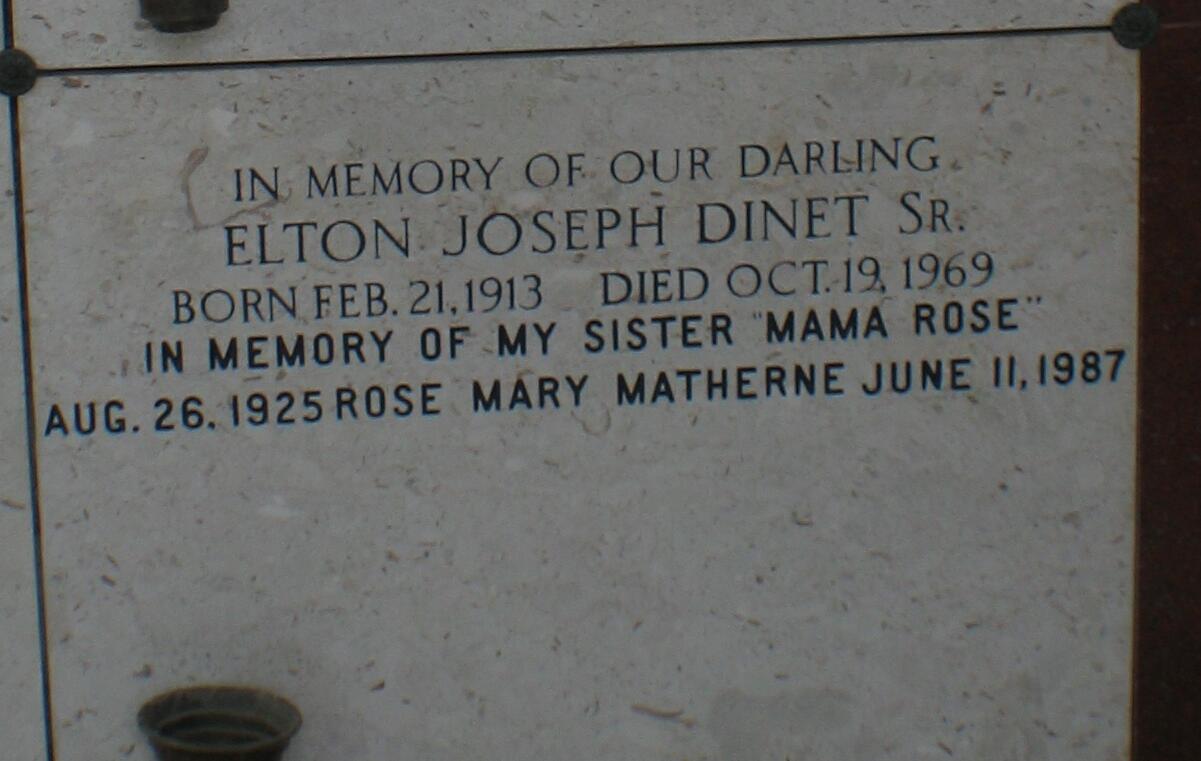 IN MEMORY OF OUR DARLING
ELTON JOSEPH DINET SR.
BORN FEB. 21, 1913 DIED OCT. 19, 1969
IN MEMORY OF MY SISTER "MAMA ROSE"
AUG. 26, 1925 ROSE MARY MATHERNE JUNE 11, 1987